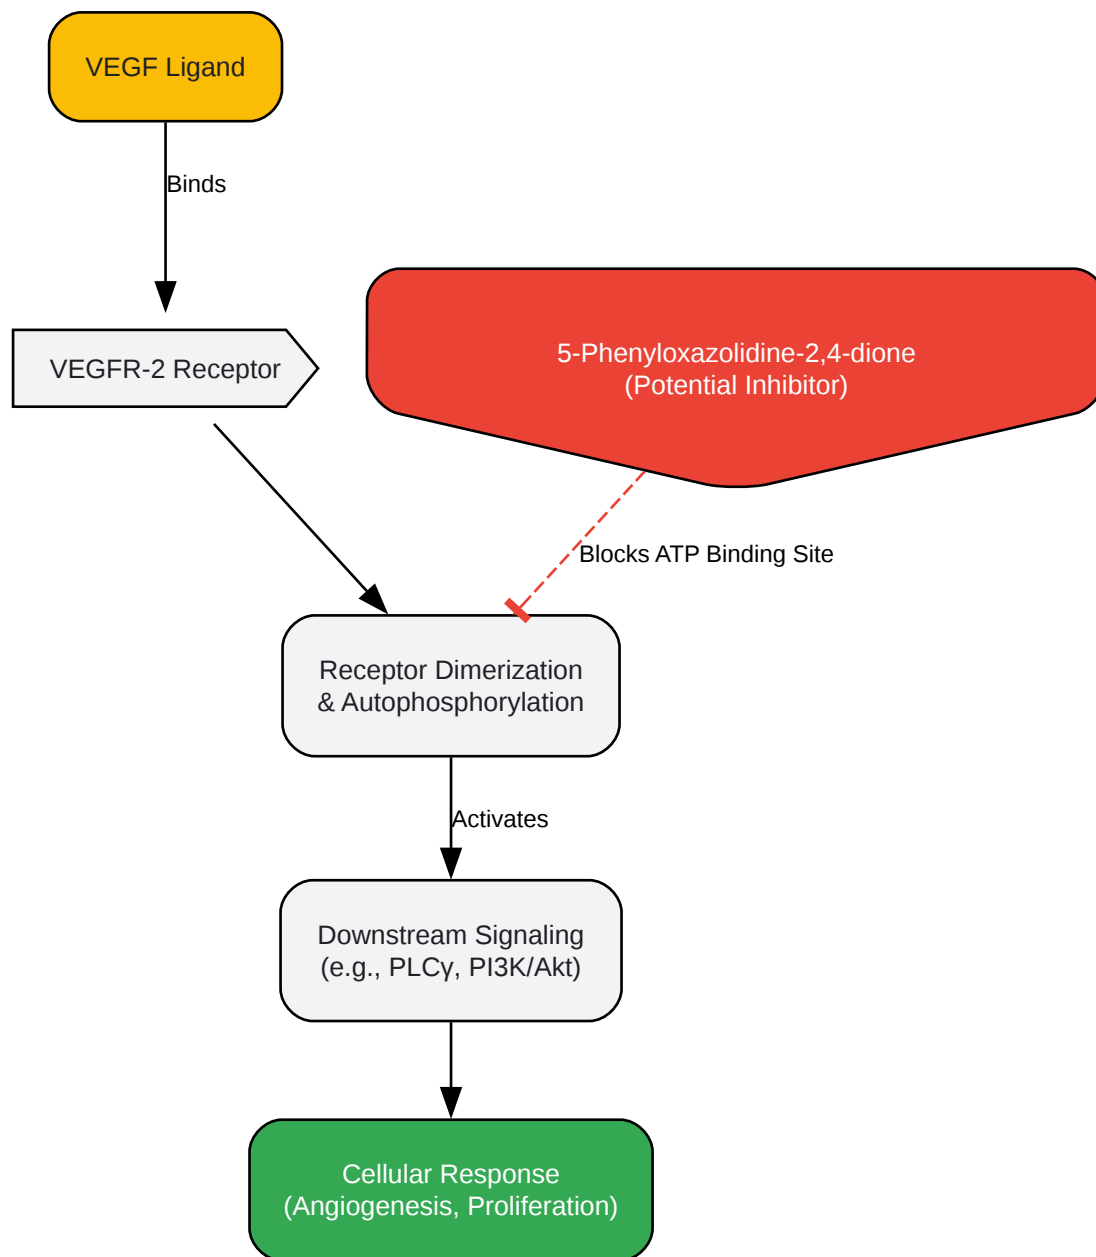 VEGF Ligand
Binds
VEGFR-2 Receptor
5-Phenyloxazolidine-2,4-dione
(Potential Inhibitor)
Blocks ATP Binding Site
Receptor Dimerization
& Autophosphorylation
Activates
Downstream Signaling
(e.g., PLCγ, PI3K/Akt)
Cellular Response
(Angiogenesis, Proliferation)